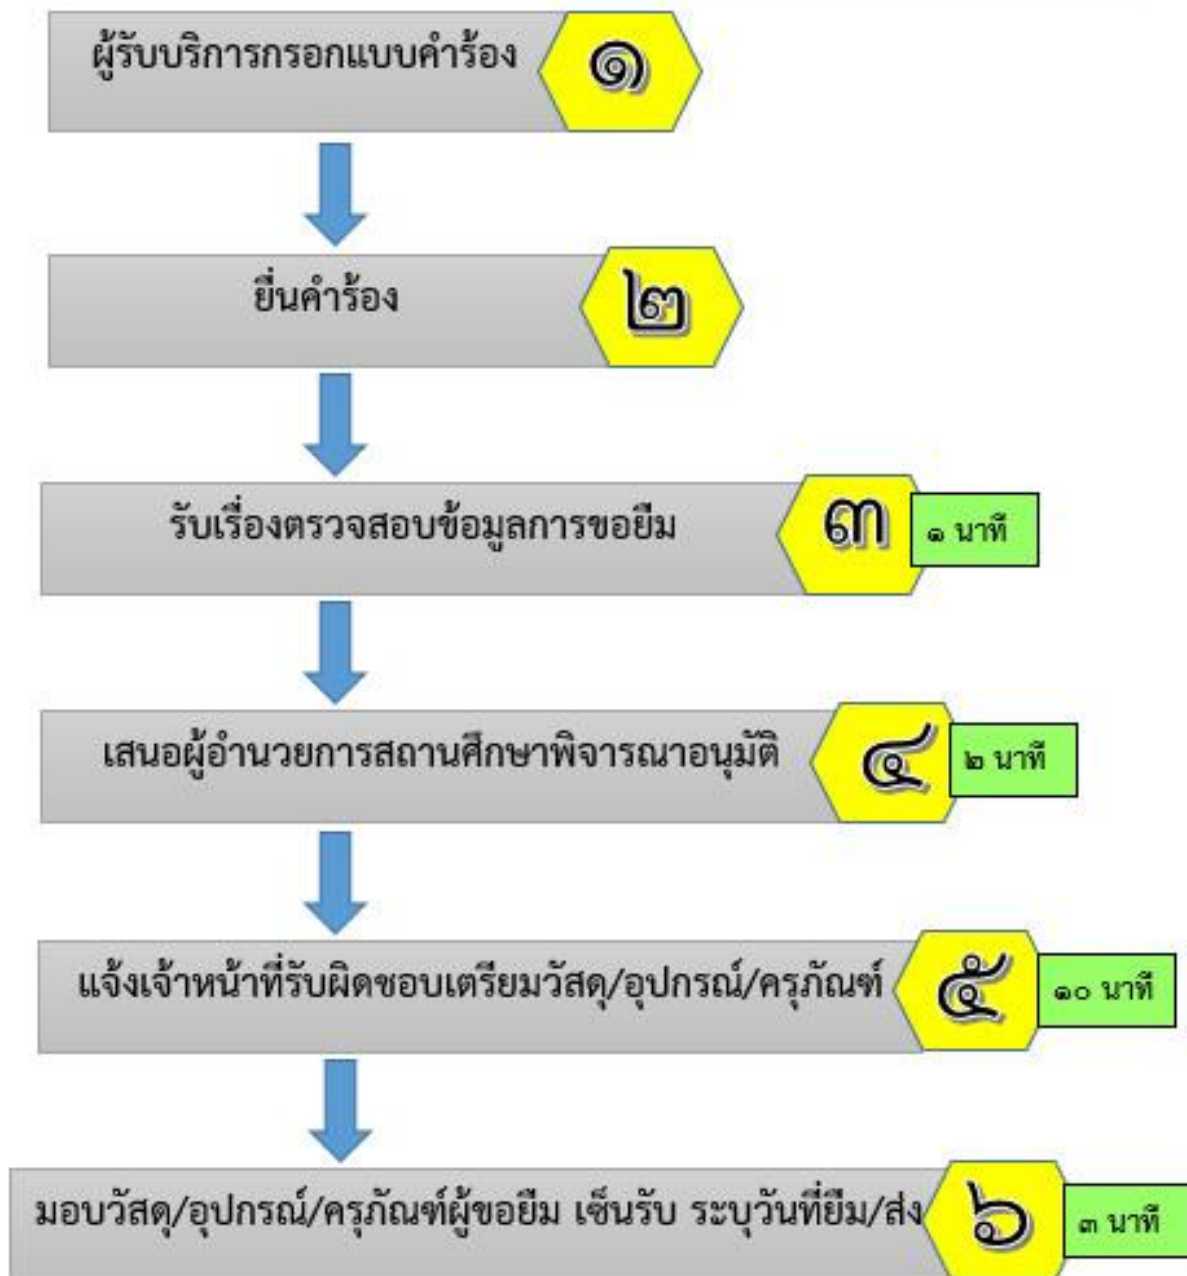 ผู้รับบริการกรอกแบบคำร้อง ๑
ยื่นคำร้อง ๒
รับเรื่องตรวจสอบข้อมูลการขอยืม ๓ ๑ นาที
เสนอผู้อำนวยการสถานศึกษาพิจารณาอนุมัติ ๔ ๒ นาที
แจ้งเจ้าหน้าที่รับผิดชอบเตรียมวัสดุ/อุปกรณ์/ครุภัณฑ์ ๕ ๑๐ นาที
มอบวัสดุ/อุปกรณ์/ครุภัณฑ์ผู้ขอยืม เซ็นรับ ระบุวันที่ยืม/ส่ง ๖ ๓ นาที